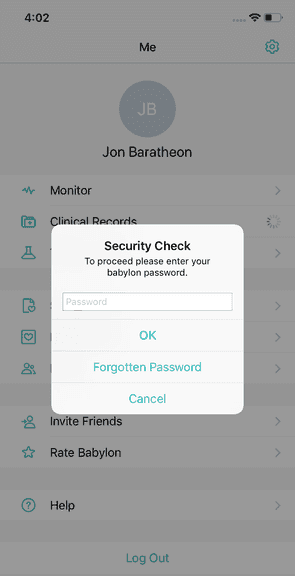 4:02
Me
JB
Jon Baratheon
Monitor
Clinical Records
Security Check
To proceed please enter your
babylon password.
Password
OK
Forgotten Password
Cancel
Invite Friends
Rate Babylon
Help
Log Out